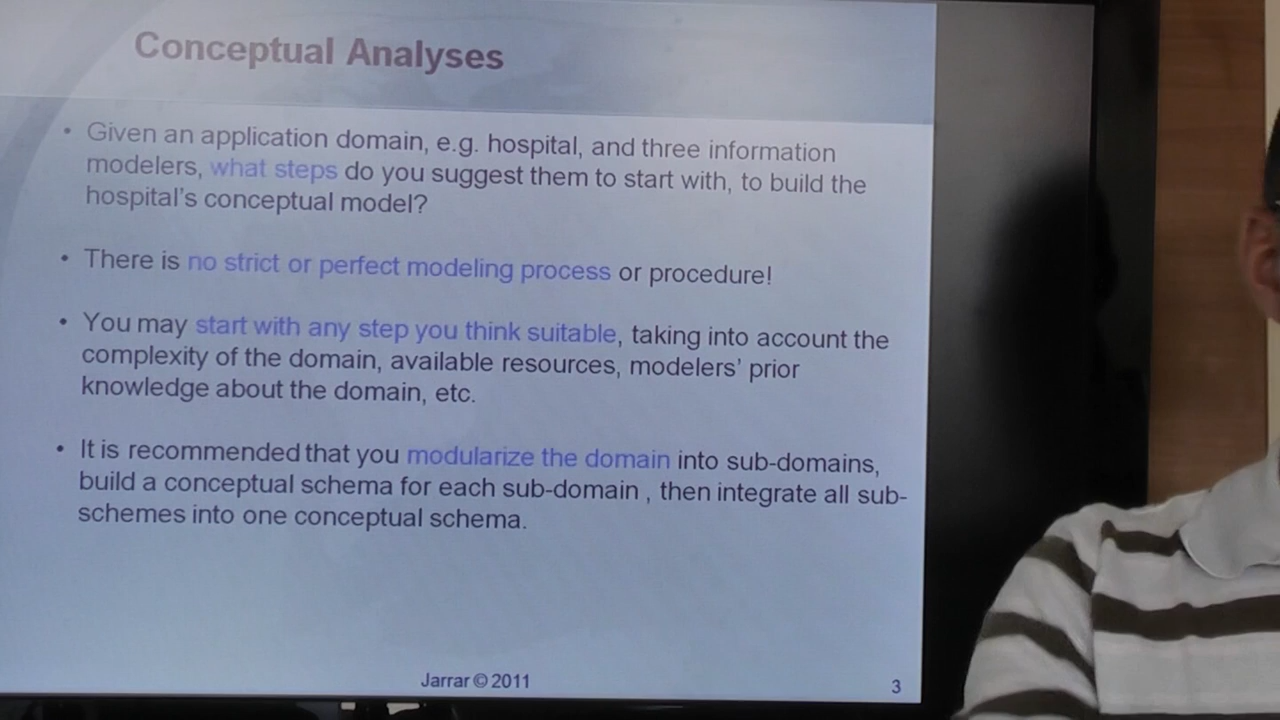 Conceptual Analyses
• Given an application domain, e.g. hospital, and three information
modelers, what steps do you suggest them to start with, to build the
hospital's conceptual model?
• There is no strict or perfect modeling process or procedure!
• You may start with any step you think suitable, taking into account the
complexity of the domain, available resources, modelers' prior
knowledge about the domain, etc.
• It is recommended that you modularize the domain into sub-domains,
build a conceptual schema for each sub-domain , then integrate all sub-
schemes into one conceptual schema.
Jarrar © 2011
3